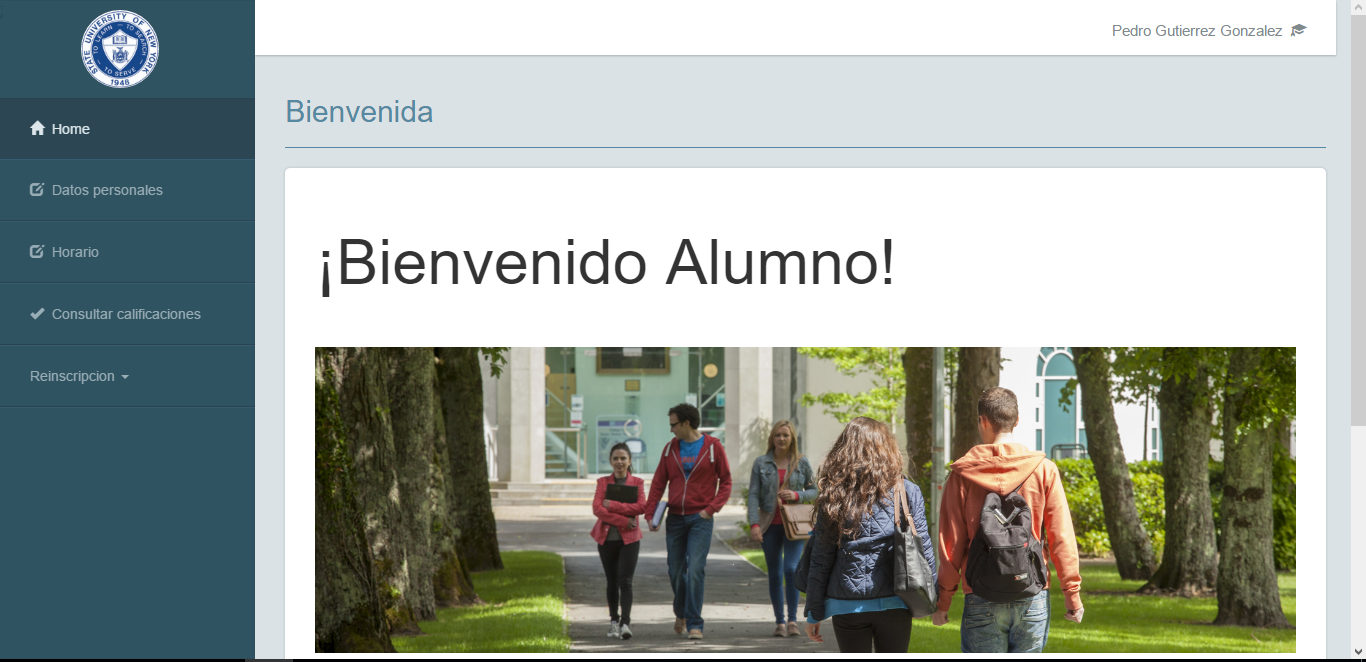 STATE UNIVERSITY OF NEW YORK
TO LEARN — TO SEARCH
TO SERVE
1948
Pedro Gutierrez Gonzalez
Home
Datos personales
Horario
Consultar calificaciones
Reinscripcion
Bienvenida
¡Bienvenido Alumno!